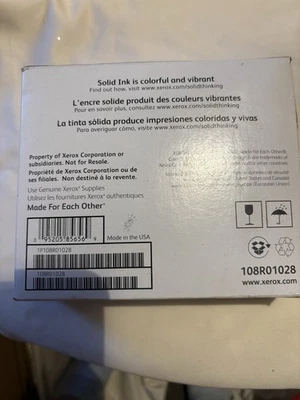 Solid Ink is colorful and vibrant
Find out how, visit www.xerox.com/solidthinking
L'encre solide produit des couleurs vibrantes
Pour en savoir plus, consultez www.xerox.com/solidthinking
La tinta sólida produce impresiones coloridas y vivas
Para averiguar cómo, visite www.xerox.com/solidthinking
Property of Xerox Corporation or
subsidiaries. Not for Resale.
Propriété de Xerox Corporation ou de
ses filiales. Non destiné à la revente.
Use Genuine Xerox® Supplies
Utilisez les fournitures Xerox® authentiques
Made For Each Other®
0 95205 85656 9
Made in the USA
1P108R01028
108R01028
108R01028
www.xerox.com